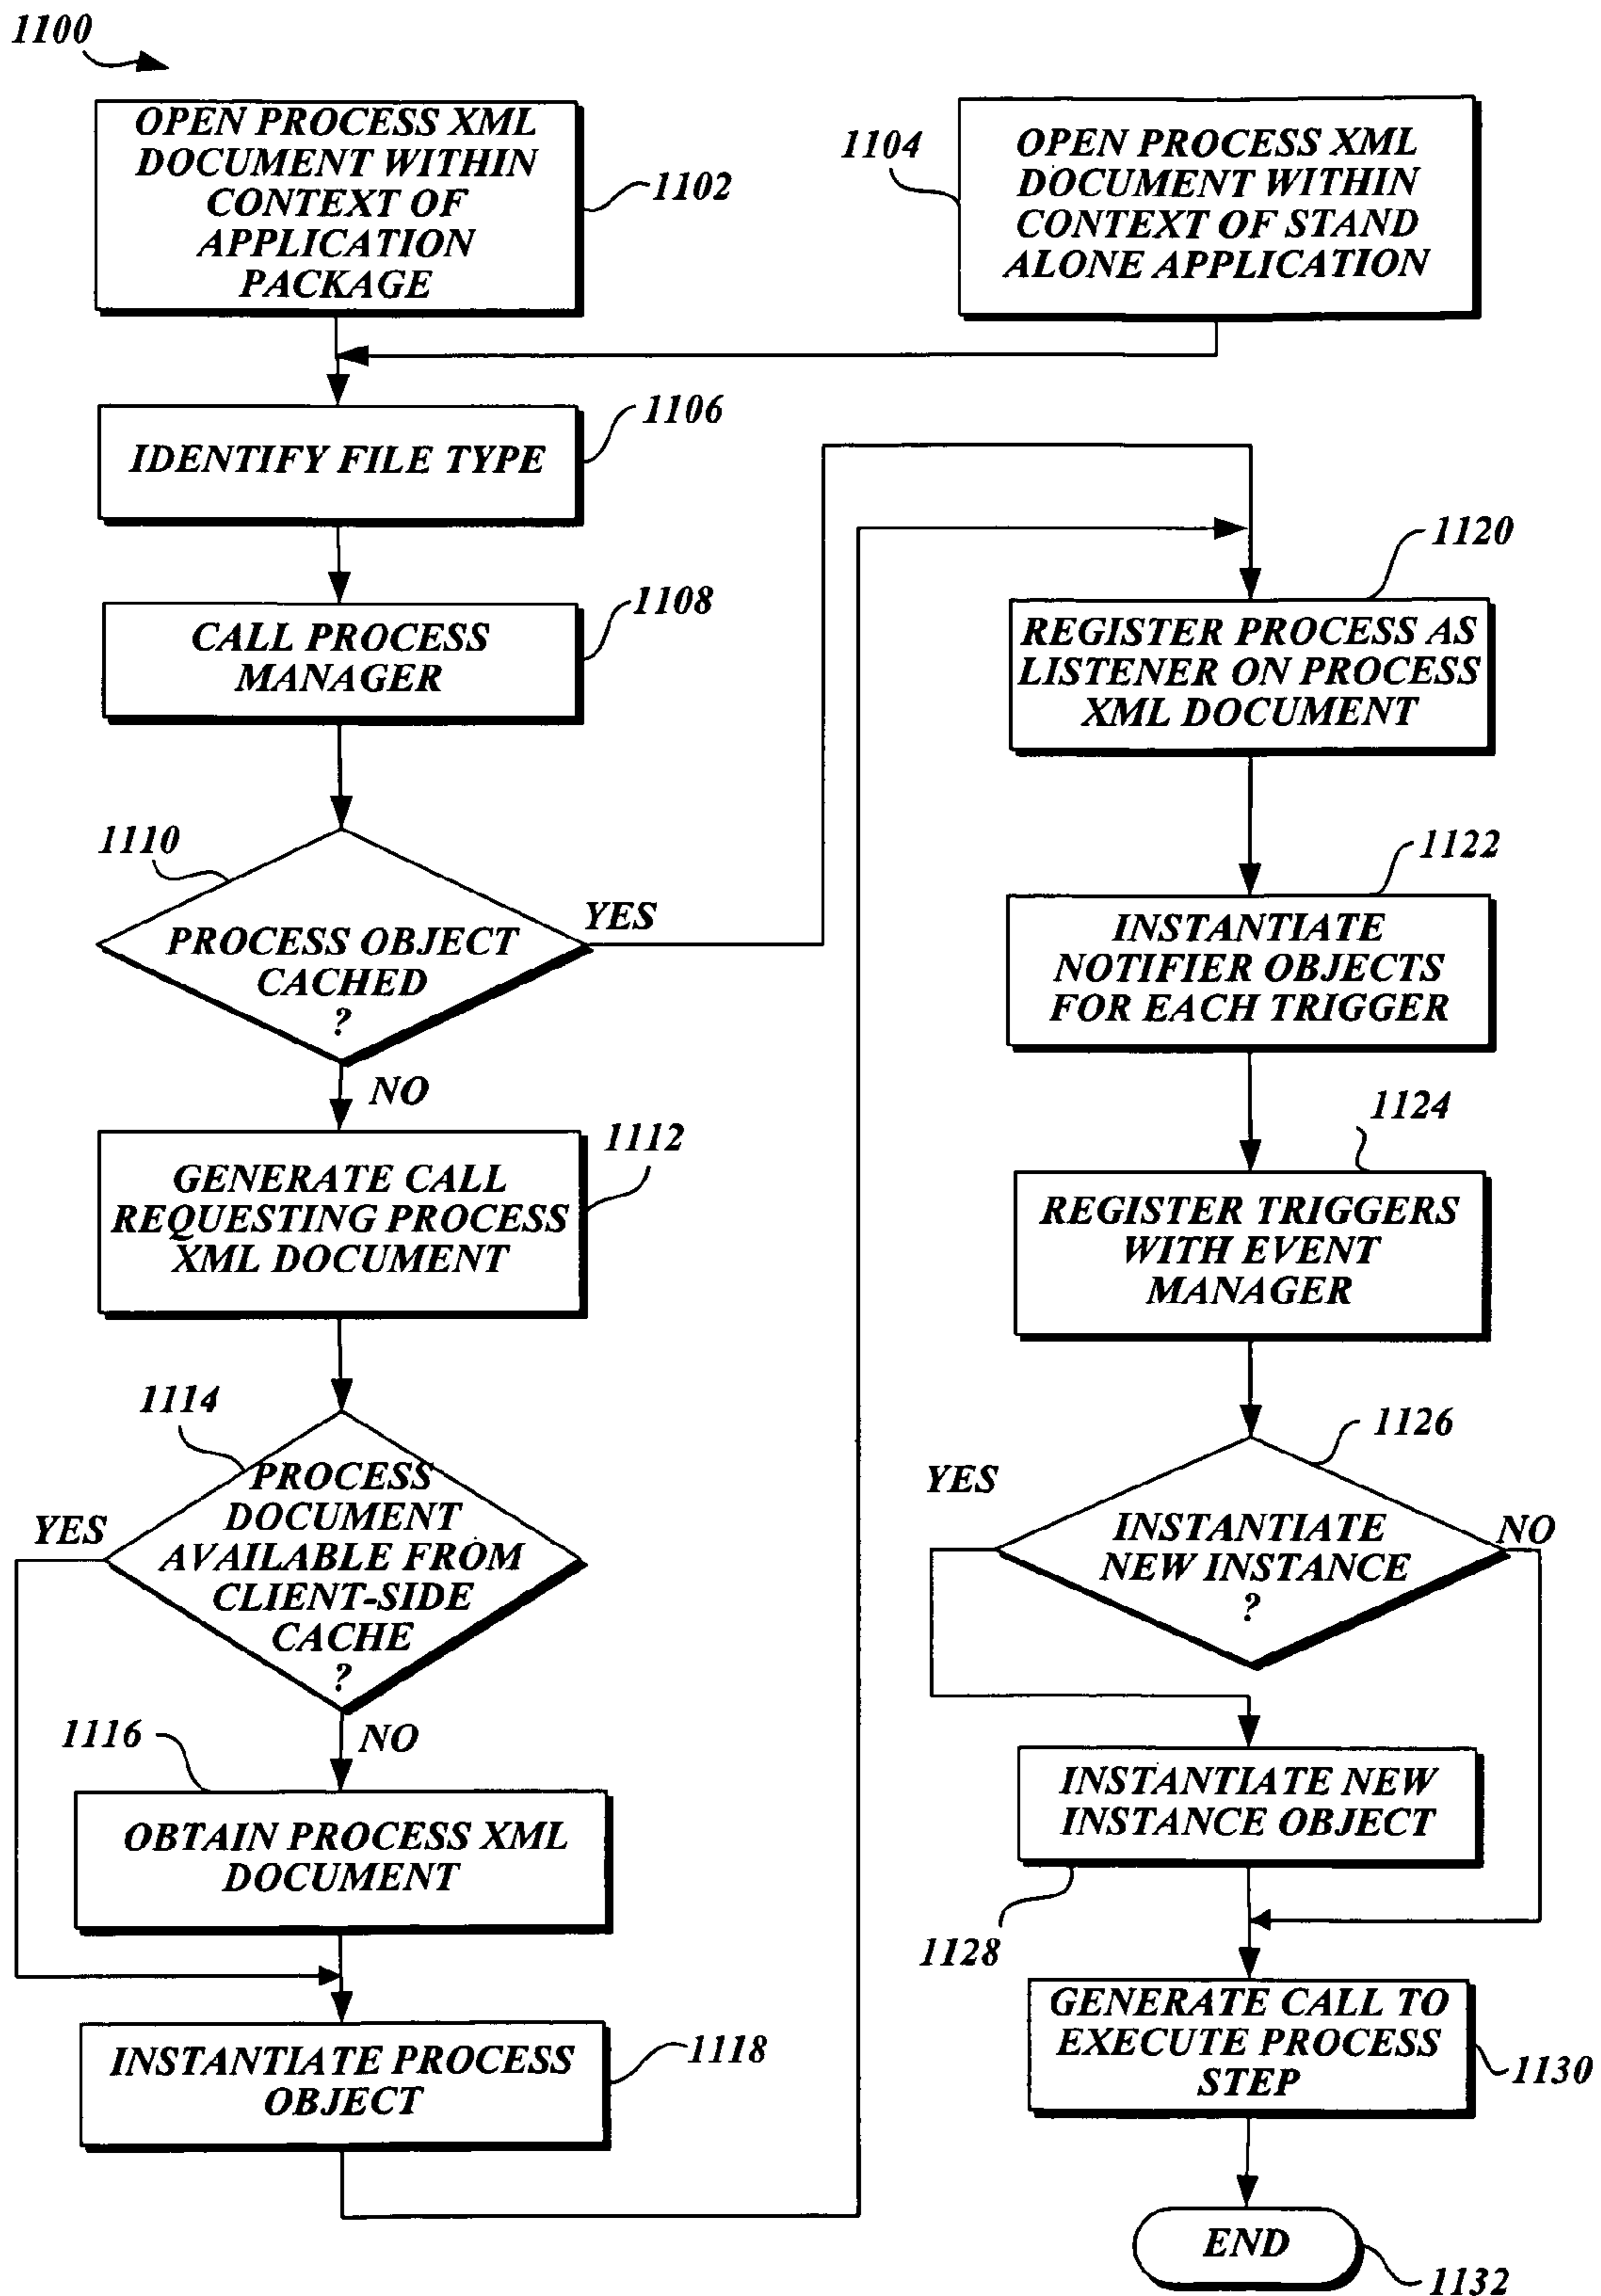 1100
OPEN PROCESS XML
DOCUMENT WITHIN
CONTEXT OF
APPLICATION
PACKAGE
1102
1104
OPEN PROCESS XML
DOCUMENT WITHIN
CONTEXT OF STAND
ALONE APPLICATION
IDENTIFY FILE TYPE
1106
CALL PROCESS
MANAGER
1108
1110
PROCESS OBJECT
CACHED
?
YES
NO
GENERATE CALL
REQUESTING PROCESS
XML DOCUMENT
1112
1114
PROCESS
DOCUMENT
AVAILABLE FROM
CLIENT-SIDE
CACHE
?
YES
NO
1116
OBTAIN PROCESS XML
DOCUMENT
INSTANTIATE PROCESS
OBJECT
1118
1120
REGISTER PROCESS AS
LISTENER ON PROCESS
XML DOCUMENT
1122
INSTANTIATE
NOTIFIER OBJECTS
FOR EACH TRIGGER
1124
REGISTER TRIGGERS
WITH EVENT
MANAGER
1126
YES
INSTANTIATE
NEW INSTANCE
?
NO
INSTANTIATE NEW
INSTANCE OBJECT
1128
GENERATE CALL TO
EXECUTE PROCESS
STEP
1130
END
1132